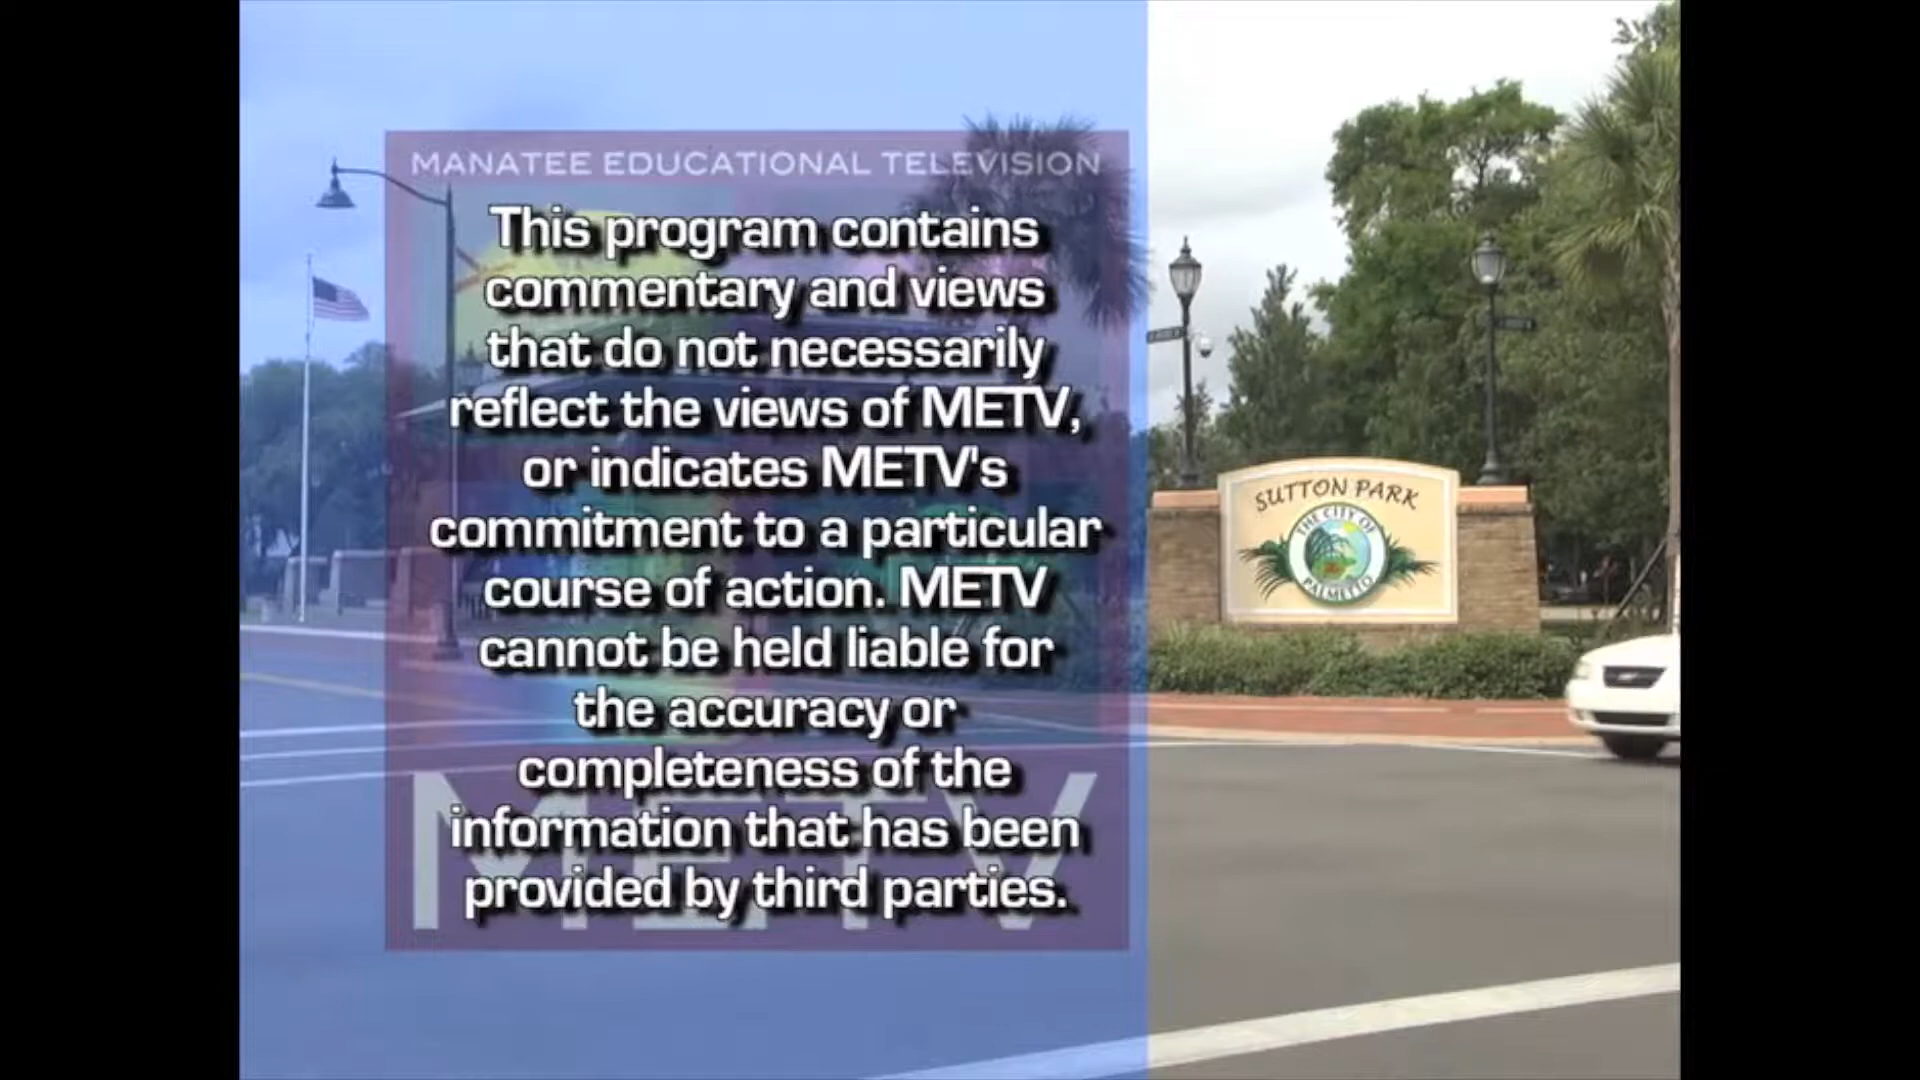 MANATEE EDUCATIONAL TELEVISION
This program contains
commentary and views
that do not necessarily
reflect the views of METV,
or indicates METV's
commitment to a particular
course of action. METV
cannot be held liable for
the accuracy or
completeness of the
information that has been
provided by third parties.
METV
SUTTON PARK
THE CITY OF
PALMETTO